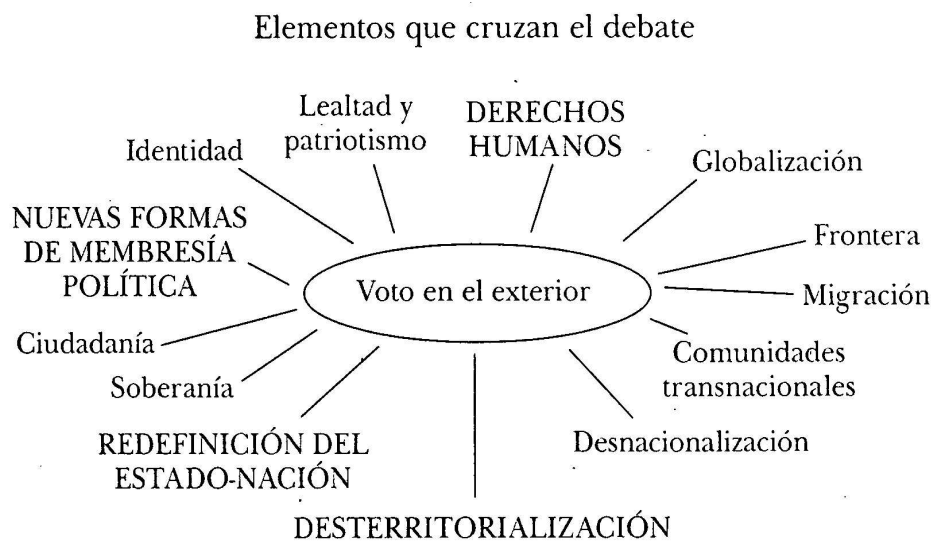 Elementos que cruzan el debate
Lealtad y
patriotismo
DERECHOS
HUMANOS
Identidad
Globalización
NUEVAS FORMAS
DE MEMBRESÍA
POLÍTICA
Frontera
Voto en el exterior
Migración
Ciudadanía
Comunidades
transnacionales
Soberanía
REDEFINICIÓN DEL
ESTADO-NACIÓN
Desnacionalización
DESTERRITORIALIZACIÓN